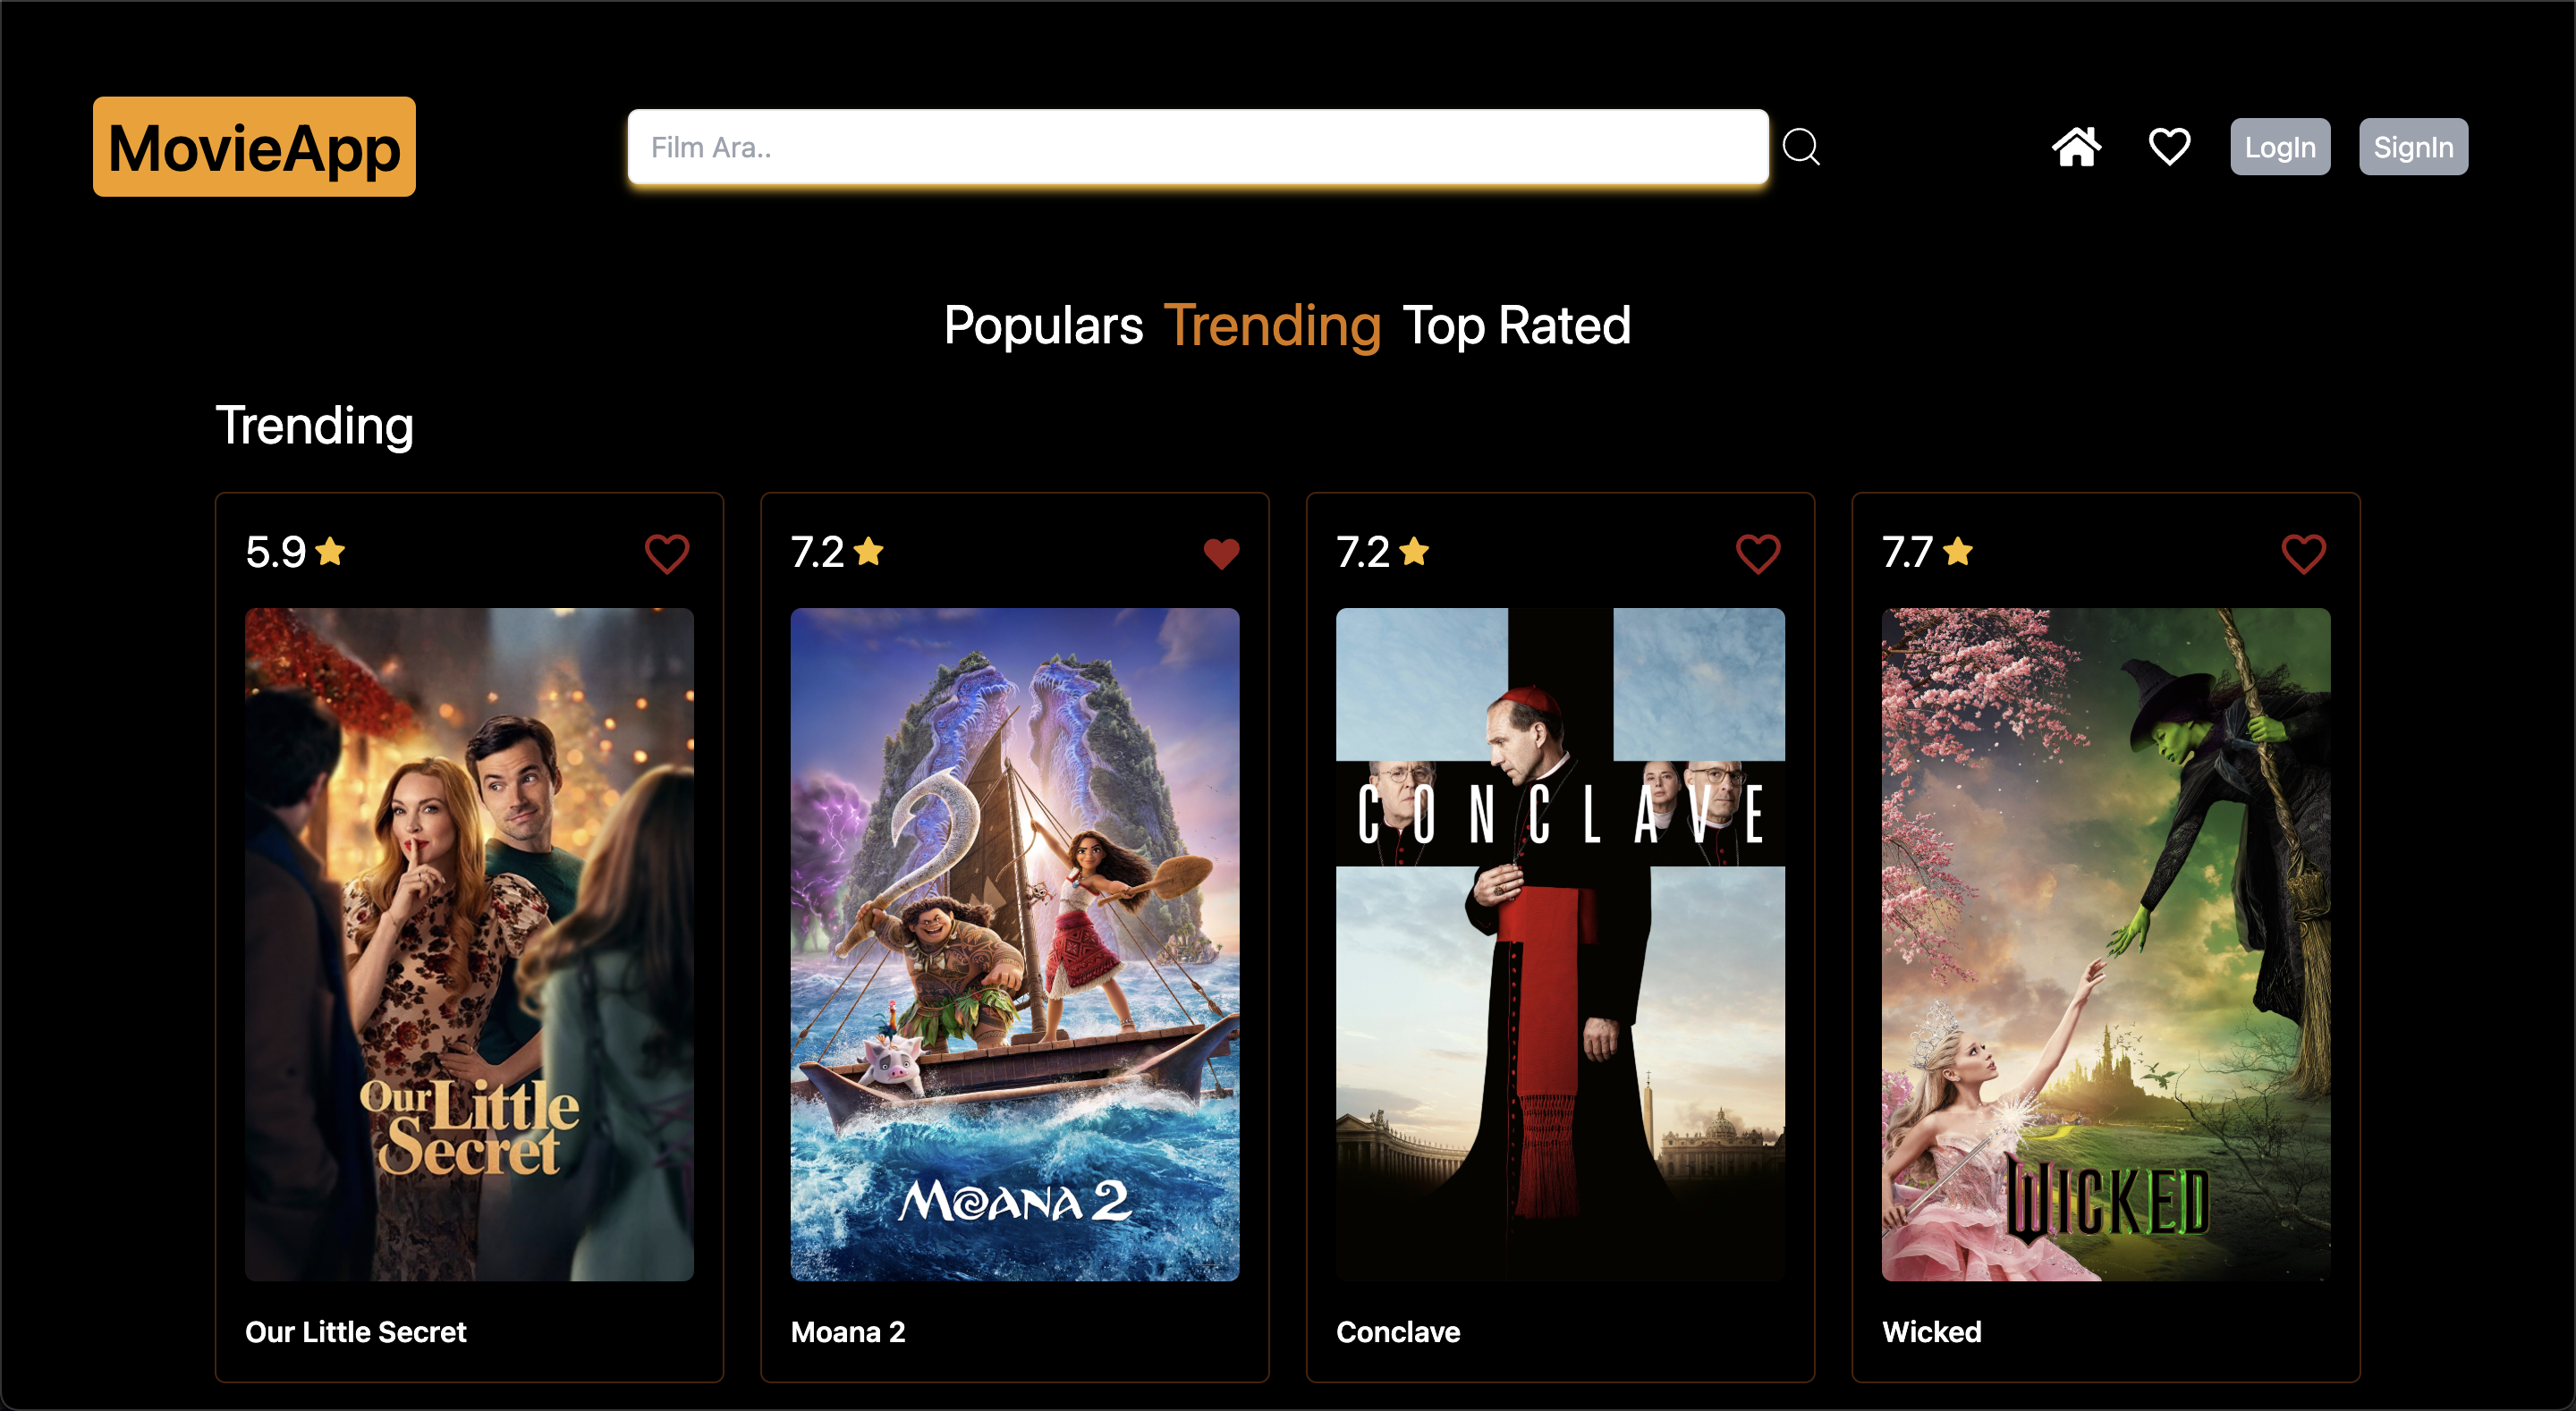 MovieApp
Film Ara..
LogIn
SignIn
Populars Trending Top Rated
Trending
5.9
7.2
7.2
7.7
Our Little
Secret
MOANA 2
CONCLAVE
WICKED
Our Little Secret
Moana 2
Conclave
Wicked